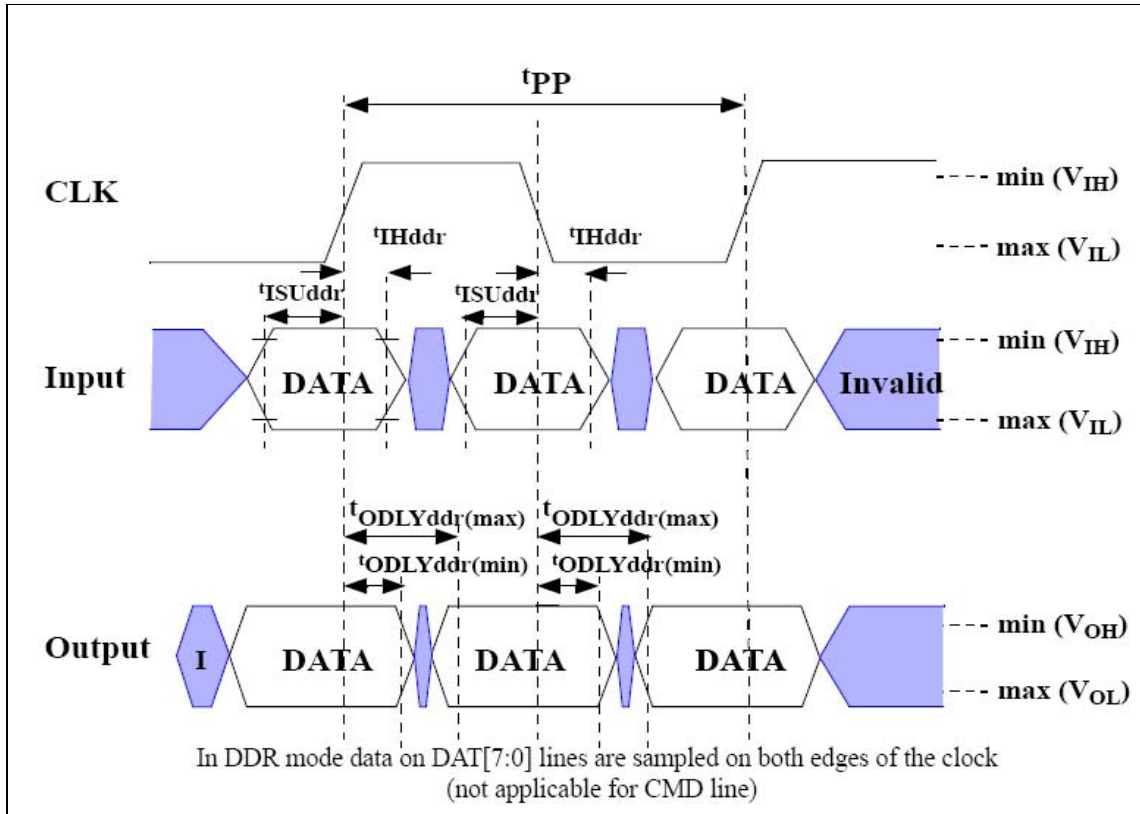 tPP
CLK
min (VIH)
tIHddr
tIHddr
max (VIL)
tISUddr
tISUddr
min (VIH)
Input
DATA
DATA
DATA
Invalid
max (VIL)
tODLYddr(max)
tODLYddr(max)
tODLYddr(min)
tODLYddr(min)
min (VOH)
Output
I
DATA
DATA
DATA
max (VOL)
In DDR mode data on DAT[7:0] lines are sampled on both edges of the clock
(not applicable for CMD line)